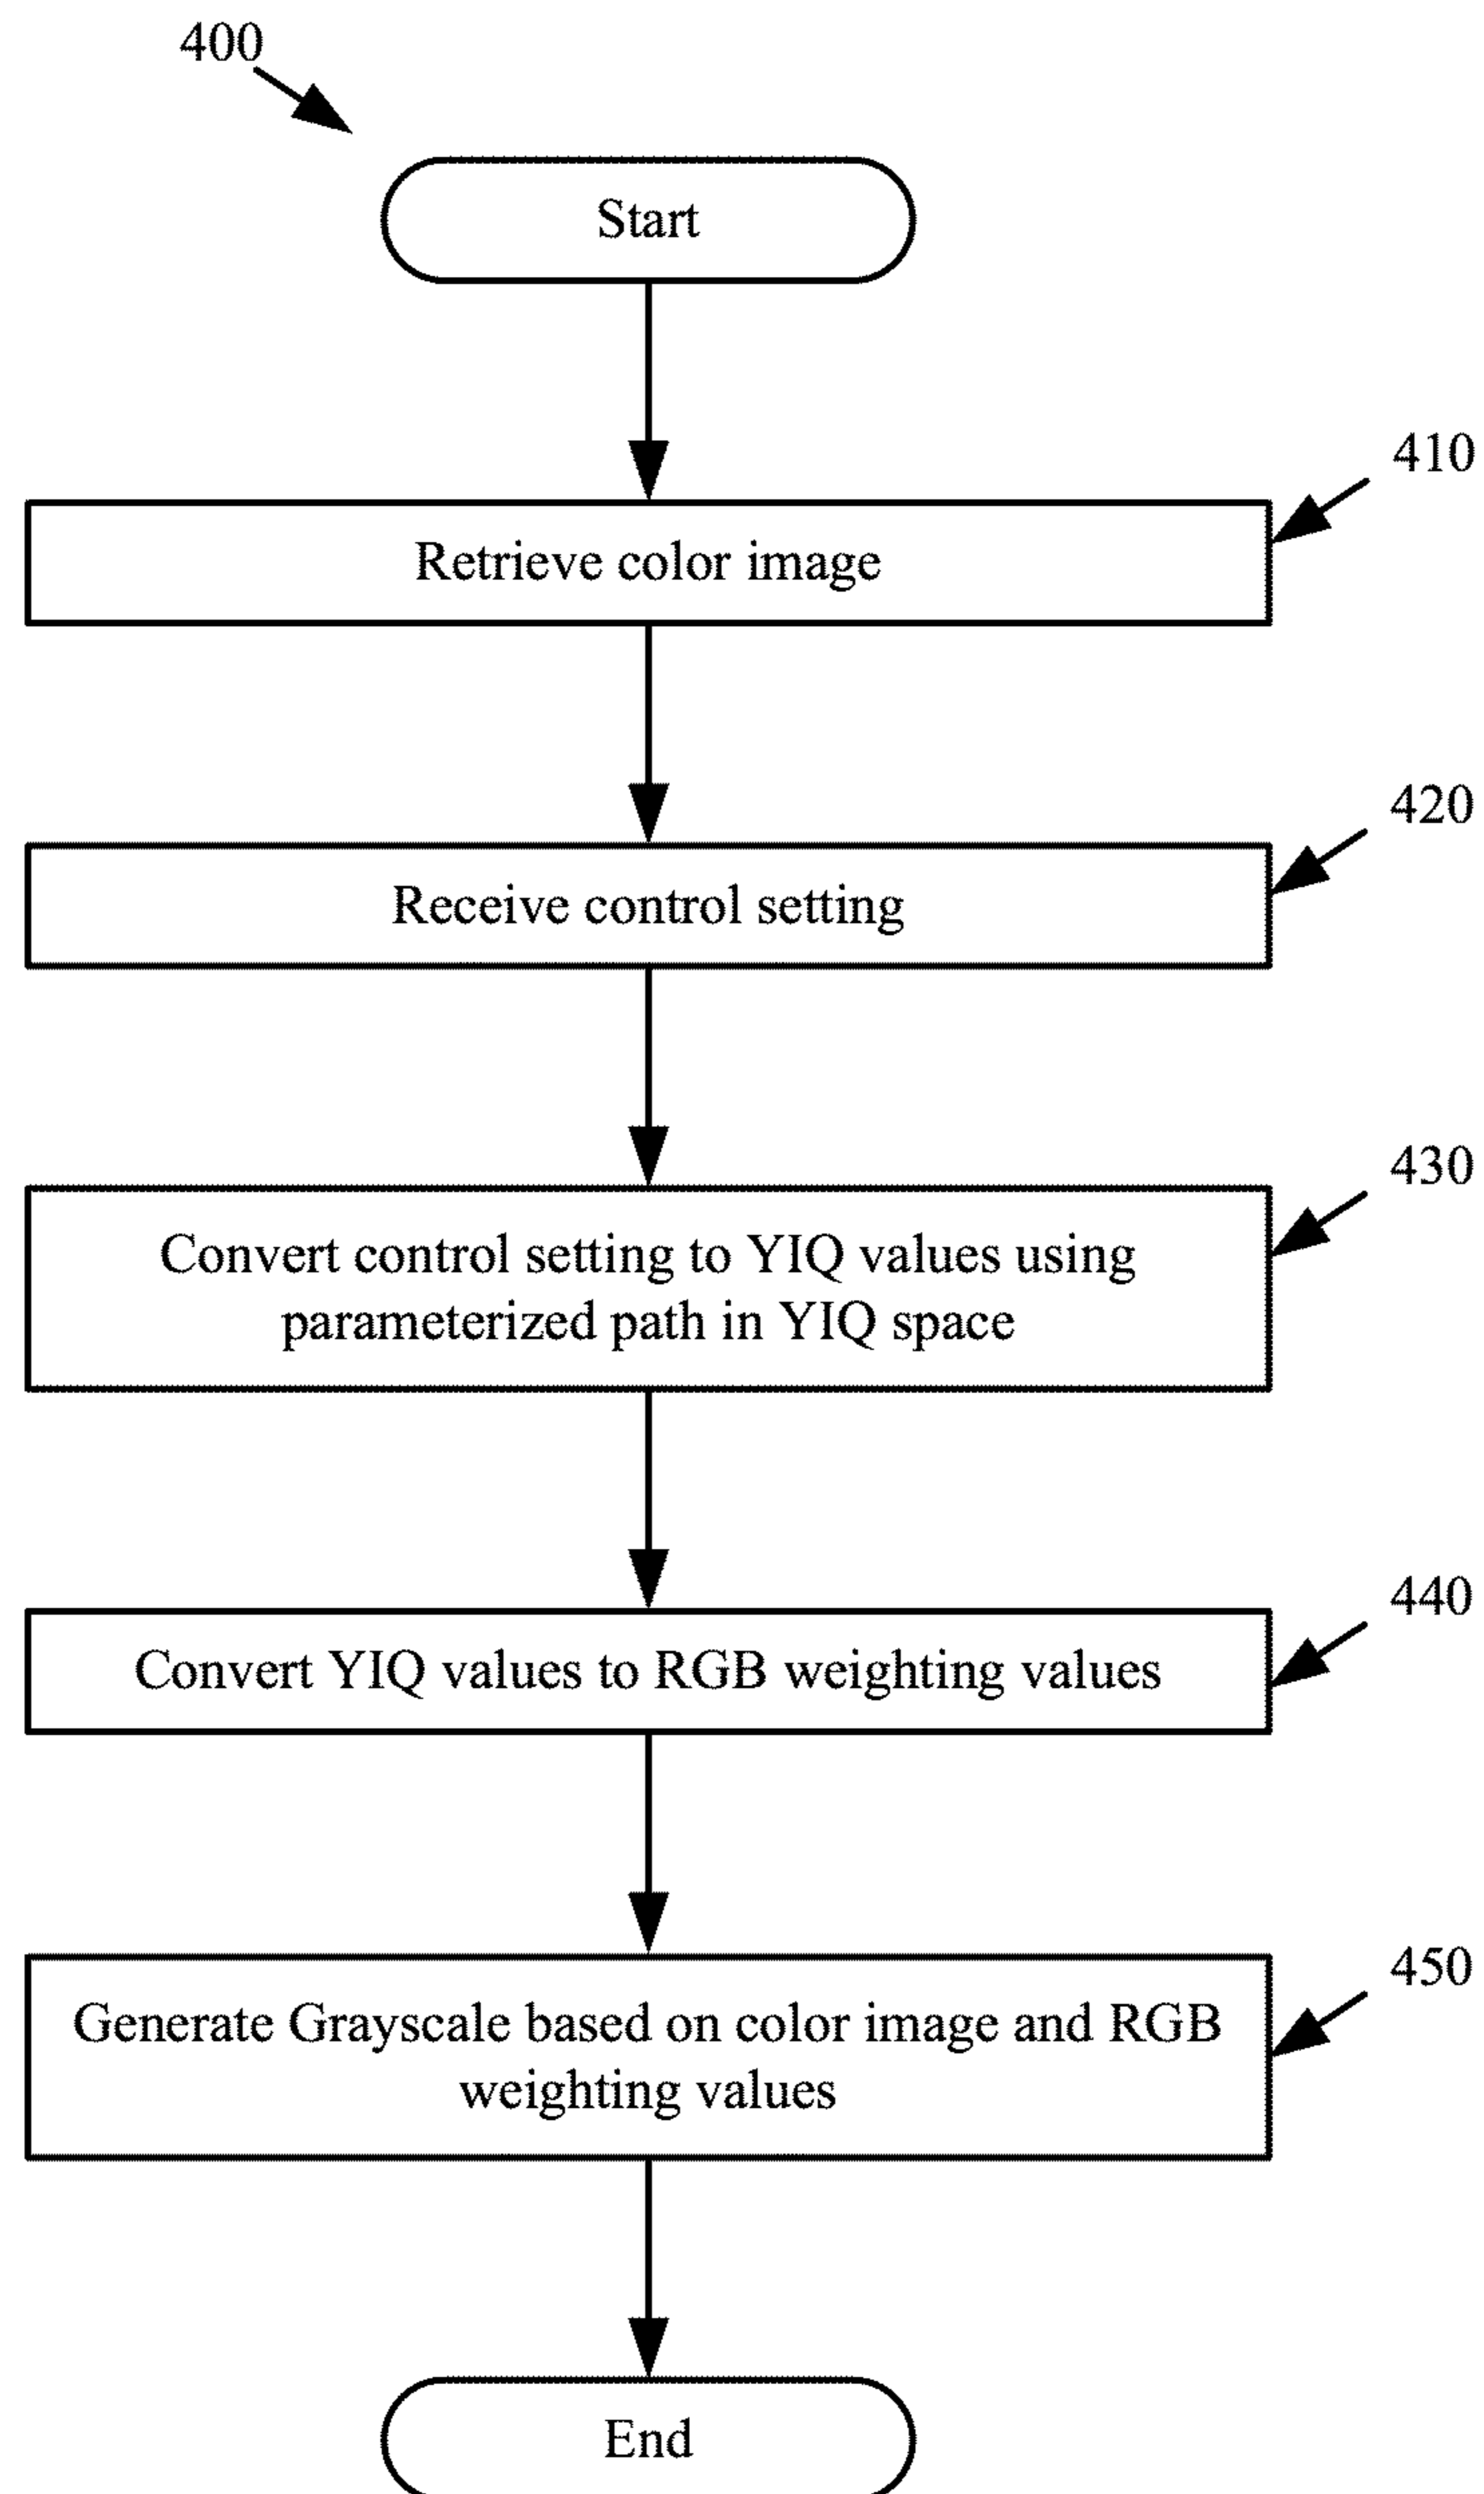 400
Start
410
Retrieve color image
420
Receive control setting
430
Convert control setting to YIQ values using
parameterized path in YIQ space
440
Convert YIQ values to RGB weighting values
450
Generate Grayscale based on color image and RGB
weighting values
End